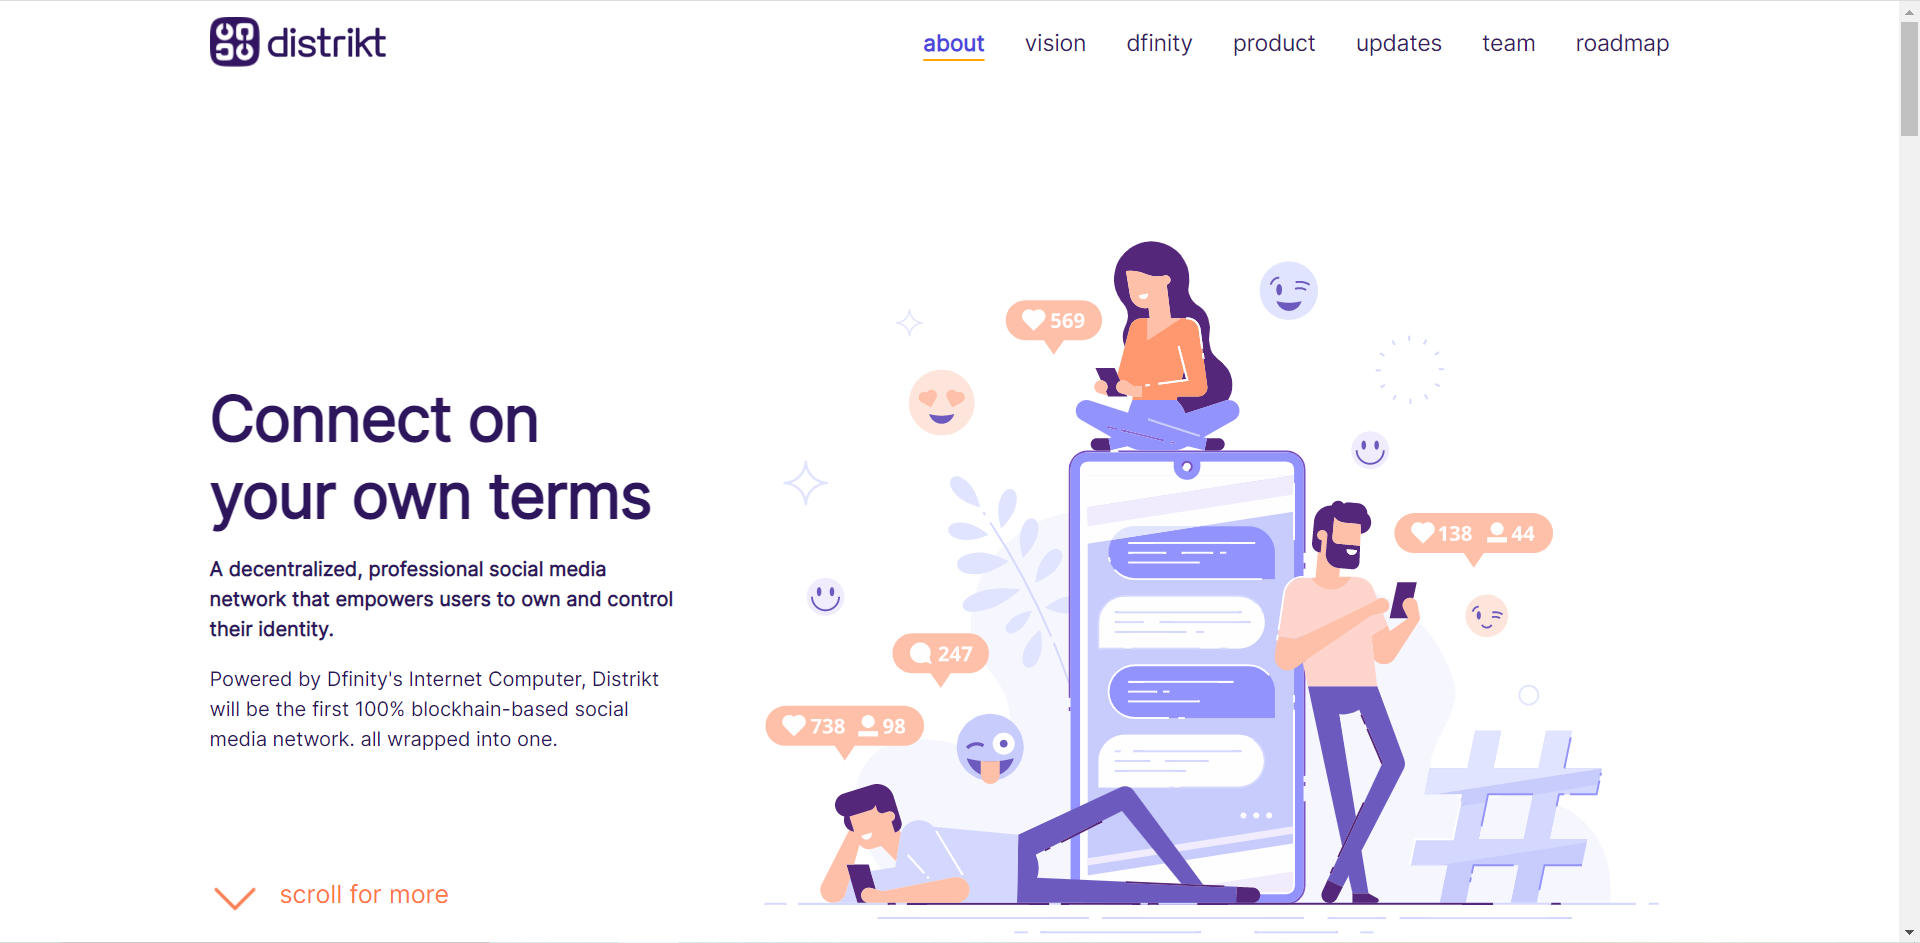 distrikt
about vision dfinity product updates team roadmap
569
Connect on
your own terms
138 44
A decentralized, professional social media
network that empowers users to own and control
their identity.
247
Powered by Dfinity's Internet Computer, Distrikt
will be the first 100% blockhain-based social
media network. all wrapped into one.
738 98
scroll for more